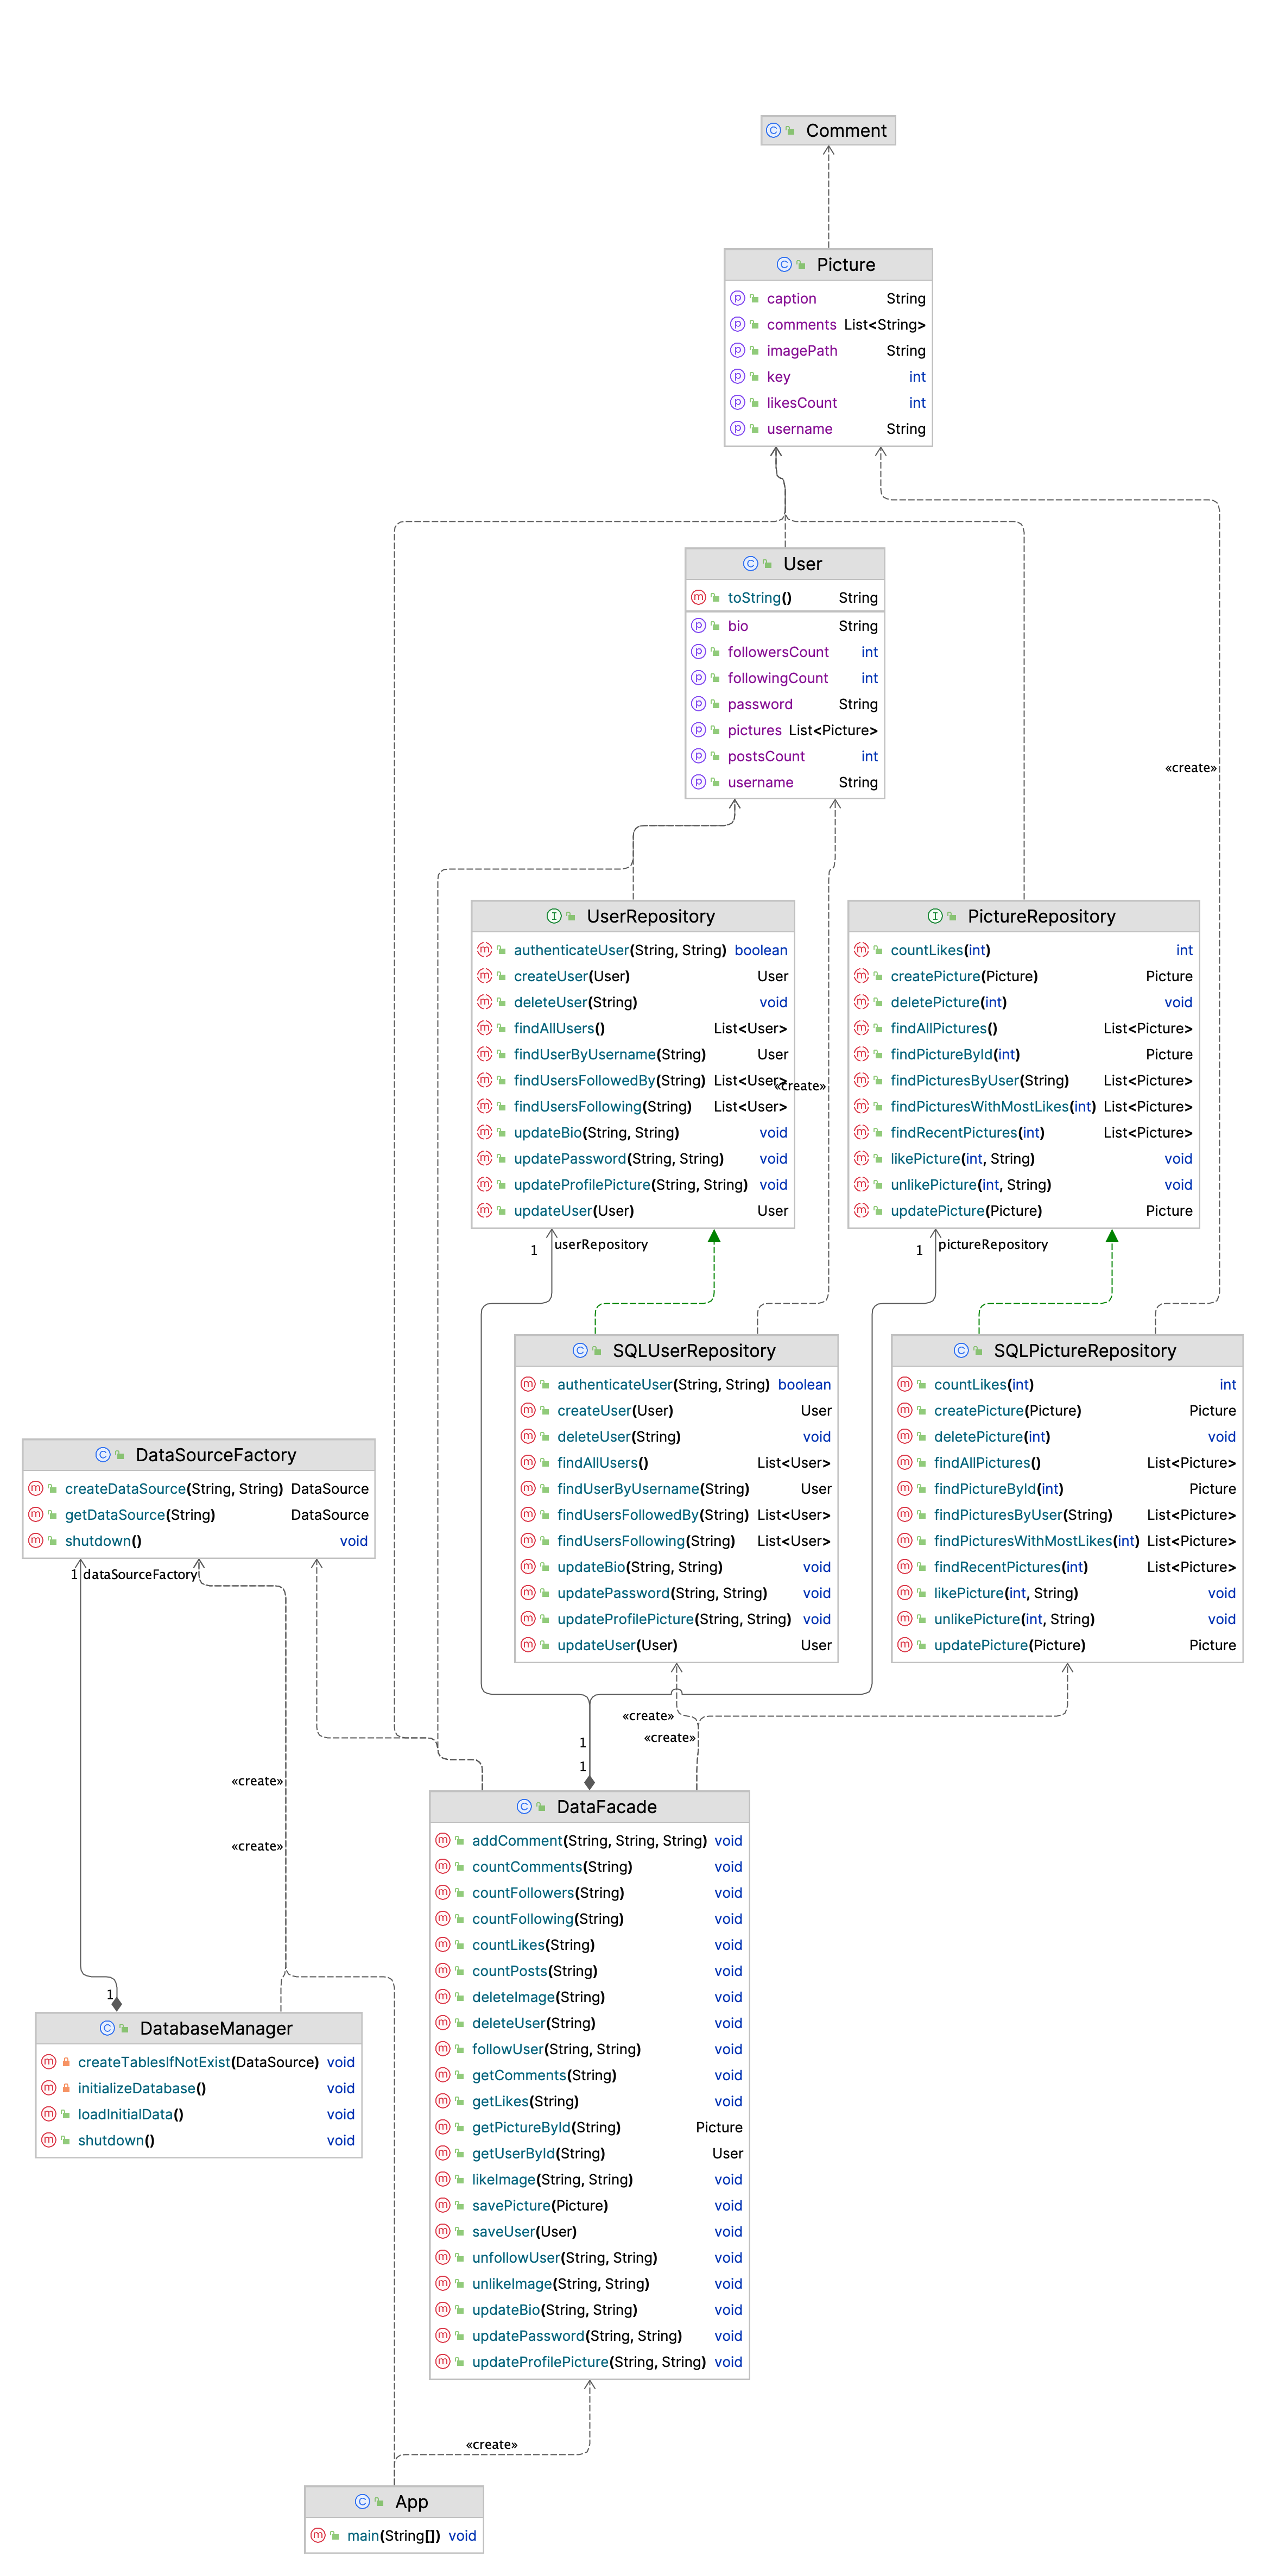 Comment
Picture
caption String
comments List<String>
imagePath String
key int
likesCount int
username String
User
toString() String
bio String
followersCount int
followingCount int
password String
pictures List<Picture>
postsCount int
username String
«create»
UserRepository
authenticateUser(String, String) boolean
createUser(User) User
deleteUser(String) void
findAllUsers() List<User>
findUserByUsername(String) User
findUsersFollowedBy(String) List<User>
findUsersFollowing(String) List<User>
updateBio(String, String) void
updatePassword(String, String) void
updateProfilePicture(String, String) void
updateUser(User) User
«create»
PictureRepository
countLikes(int) int
createPicture(Picture) Picture
deletePicture(int) void
findAllPictures() List<Picture>
findPictureById(int) Picture
findPicturesByUser(String) List<Picture>
findPicturesWithMostLikes(int) List<Picture>
findRecentPictures(int) List<Picture>
likePicture(int, String) void
unlikePicture(int, String) void
updatePicture(Picture) Picture
1 userRepository
1 pictureRepository
SQLUserRepository
authenticateUser(String, String) boolean
createUser(User) User
deleteUser(String) void
findAllUsers() List<User>
findUserByUsername(String) User
findUsersFollowedBy(String) List<User>
findUsersFollowing(String) List<User>
updateBio(String, String) void
updatePassword(String, String) void
updateProfilePicture(String, String) void
updateUser(User) User
SQLPictureRepository
countLikes(int) int
createPicture(Picture) Picture
deletePicture(int) void
findAllPictures() List<Picture>
findPictureById(int) Picture
findPicturesByUser(String) List<Picture>
findPicturesWithMostLikes(int) List<Picture>
findRecentPictures(int) List<Picture>
likePicture(int, String) void
unlikePicture(int, String) void
updatePicture(Picture) Picture
DataSourceFactory
createDataSource(String, String) DataSource
getDataSource(String) DataSource
shutdown() void
1 dataSourceFactory
«create»
«create»
1
1
«create»
«create»
DataFacade
addComment(String, String, String) void
countComments(String) void
countFollowers(String) void
countFollowing(String) void
countLikes(String) void
countPosts(String) void
deleteImage(String) void
deleteUser(String) void
followUser(String, String) void
getComments(String) void
getLikes(String) void
getPictureById(String) Picture
getUserById(String) User
likeImage(String, String) void
savePicture(Picture) void
saveUser(User) void
unfollowUser(String, String) void
unlikeImage(String, String) void
updateBio(String, String) void
updatePassword(String, String) void
updateProfilePicture(String, String) void
1
DatabaseManager
createTablesIfNotExist(DataSource) void
initializeDatabase() void
loadInitialData() void
shutdown() void
«create»
App
main(String[]) void